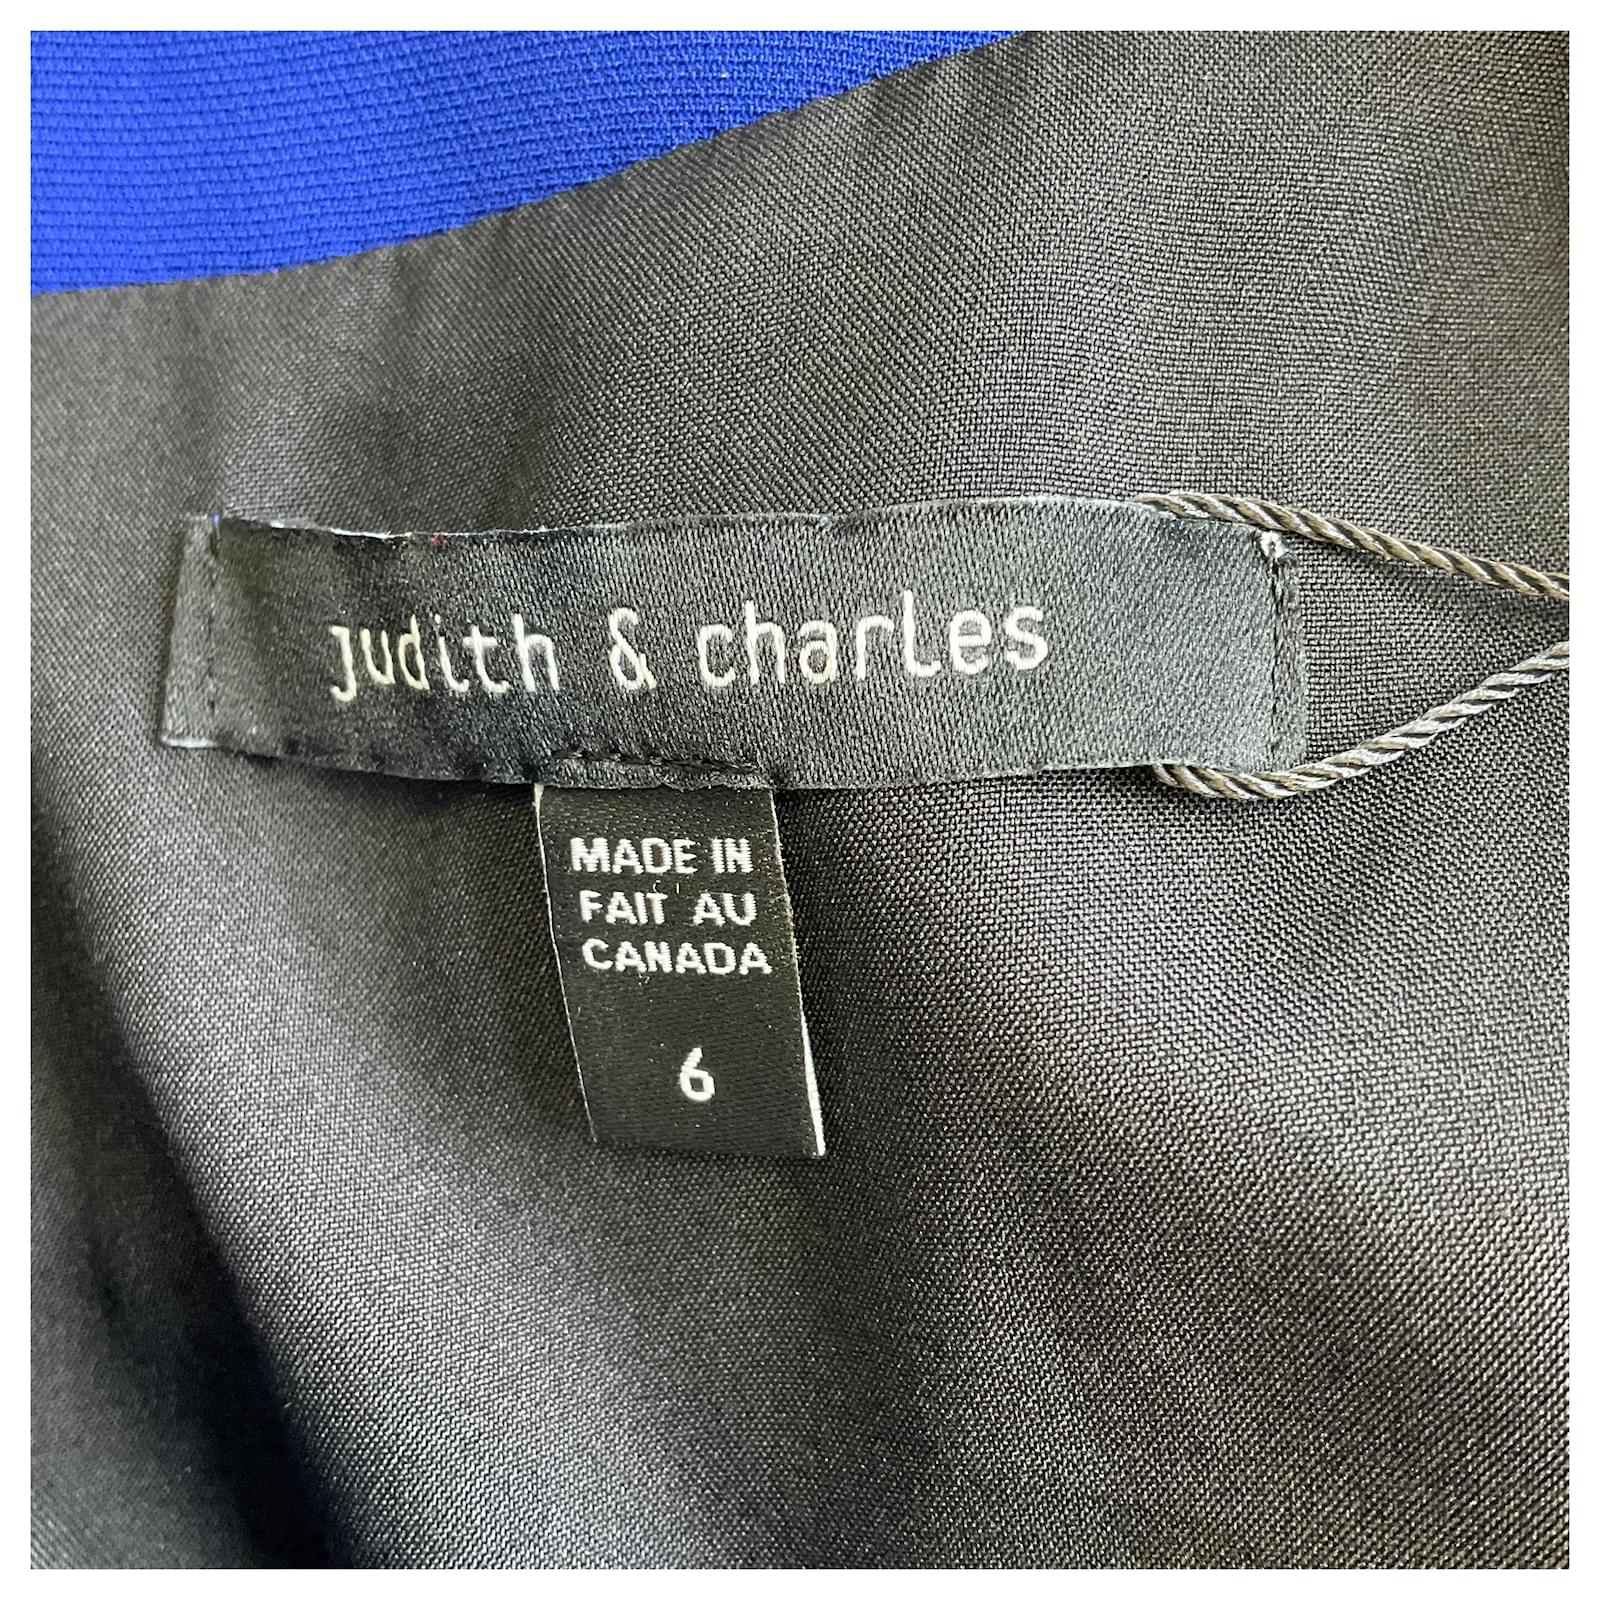 judith & charles
MADE IN
FAIT AU
CANADA
6